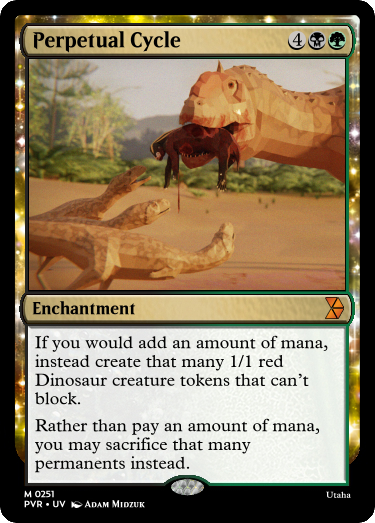 Perpetual Cycle 4
Enchantment
If you would add an amount of mana,
instead create that many 1/1 red
Dinosaur creature tokens that can't
block.
Rather than pay an amount of mana,
you may sacrifice that many
permanents instead.
M 0251
Utaha
PVR • UV Adam Midzuk